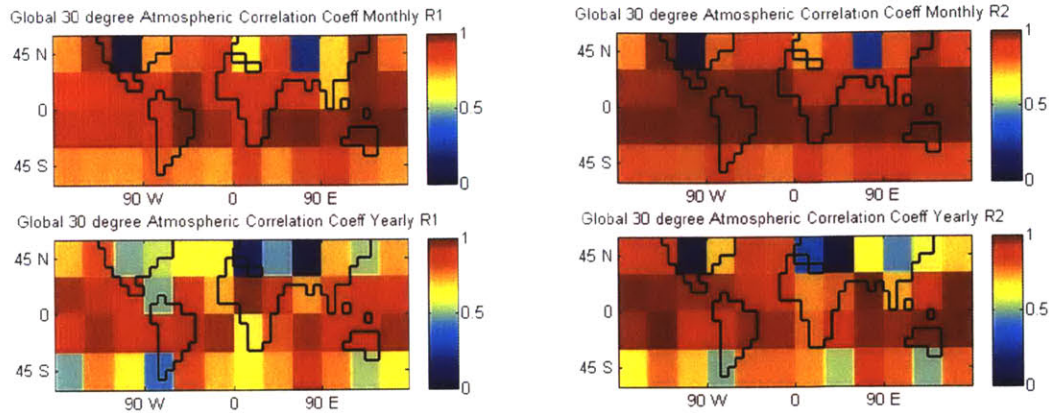 Global 30 degree Atmospheric Correlation Coeff Monthly R1
45 N
0
45 S
90 W
0
90 E
1
0.5
0
Global 30 degree Atmospheric Correlation Coeff Monthly R2
45 N
0
45 S
90 W
0
90 E
1
0.5
0
Global 30 degree Atmospheric Correlation Coeff Yearly R1
45 N
0
45 S
90 W
0
90 E
1
0.5
0
Global 30 degree Atmospheric Correlation Coeff Yearly R2
45 N
0
45 S
90 W
0
90 E
1
0.5
0